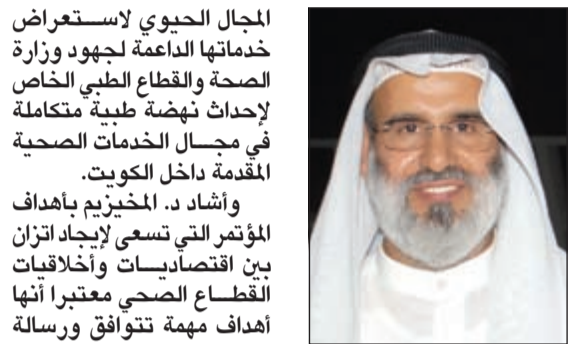 المجال الحيوي لاستعراض
خدماتها الداعمة لجهود وزارة
الصحة والقطاع الطبي الخاص
لإحداث نهضة طبية متكاملة
في مجال الخدمات الصحية
المقدمة داخل الكويت.
وأشاد د. المخيزيم بأهداف
المؤتمر التي تسعى لإيجاد اتزان
بين اقتصاديات وأخلاقيات
القطاع الصحي معتبرا أنها
أهداف مهمة تتوافق ورسالة